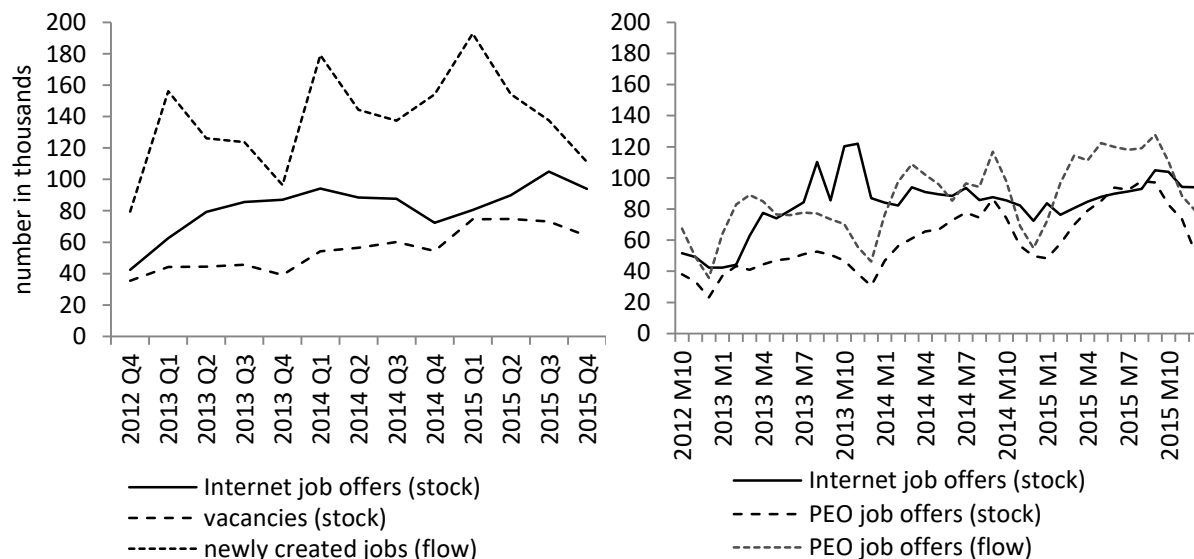 number in thousands
200
180
160
140
120
100
80
60
40
20
0
2012 Q4
2013 Q1
2013 Q2
2013 Q3
2013 Q4
2014 Q1
2014 Q2
2014 Q3
2014 Q4
2015 Q1
2015 Q2
2015 Q3
2015 Q4
Internet job offers (stock)
vacancies (stock)
newly created jobs (flow)
200
180
160
140
120
100
80
60
40
20
0
2012 M10
2013 M1
2013 M4
2013 M7
2013 M10
2014 M1
2014 M4
2014 M7
2014 M10
2015 M1
2015 M4
2015 M7
2015 M10
Internet job offers (stock)
PEO job offers (stock)
PEO job offers (flow)